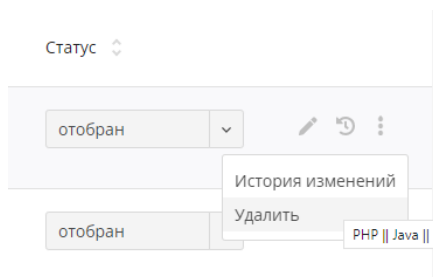 Статус
отобран
История изменений
Удалить
отобран
PHP || Java ||